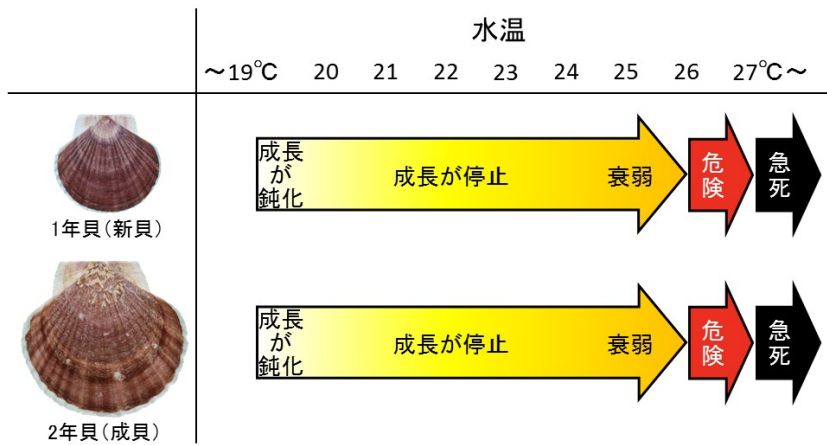 水温
～19℃ 20 21 22 23 24 25 26 27℃～
成長
が
鈍化
成長が停止
衰弱
危
険
急
死
1年貝(新貝)
成長
が
鈍化
成長が停止
衰弱
危
険
急
死
2年貝(成貝)